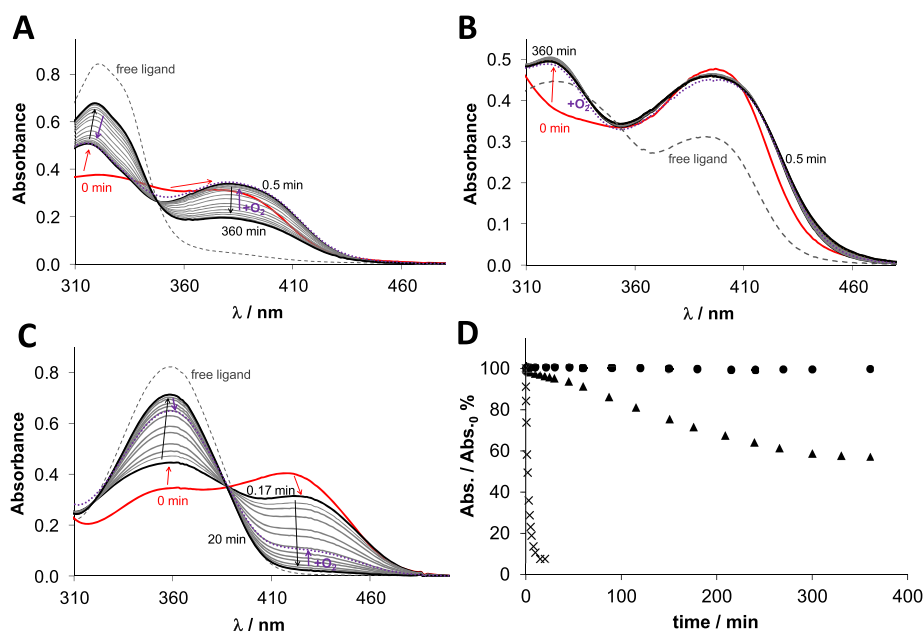 A
free ligand
0.8
0.6
Absorbance
0 min
0.4
0.5 min
0.2
+O2
360 min
0.0
310 360 410 460
λ / nm
B
360 min
0.5
0.4
+O2
Absorbance
0 min
0.5 min
0.3
free ligand
0.2
0.1
0.0
310 360 410 460
λ / nm
C
0.8
free ligand
0.6
Absorbance
0.4
0.17 min
0 min
0.2
20 min
+O2
0.0
310 360 410 460
λ / nm
D
100
80
Abs. / Abs.0 %
60
40
20
0
0 100 200 300 400
time / min